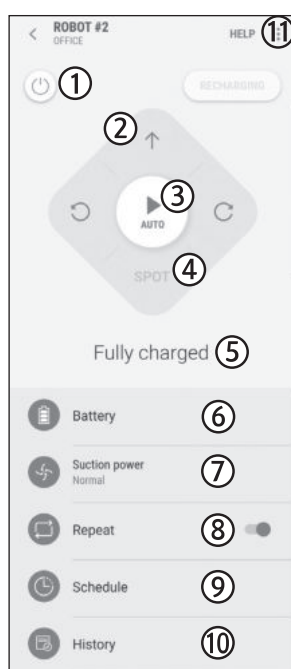 ROBOT #2
OFFICE
HELP
11
1
RECHARGING
2
3
AUTO
4
SPOT
Fully charged 5
Battery 6
Suction power
Normal
7
Repeat 8
Schedule 9
History 10